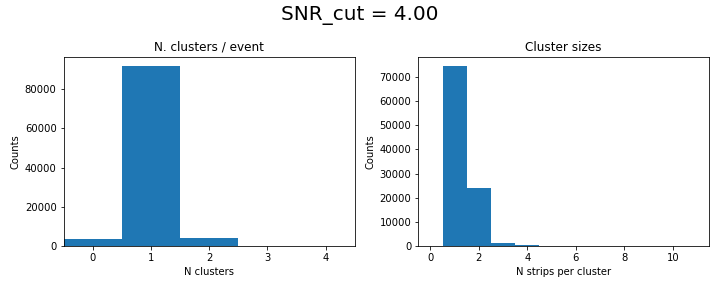 SNR_cut = 4.00
N. clusters / event
Counts
80000
60000
40000
20000
0
0 1 2 3 4
N clusters
Cluster sizes
Counts
70000
60000
50000
40000
30000
20000
10000
0
0 2 4 6 8 10
N strips per cluster